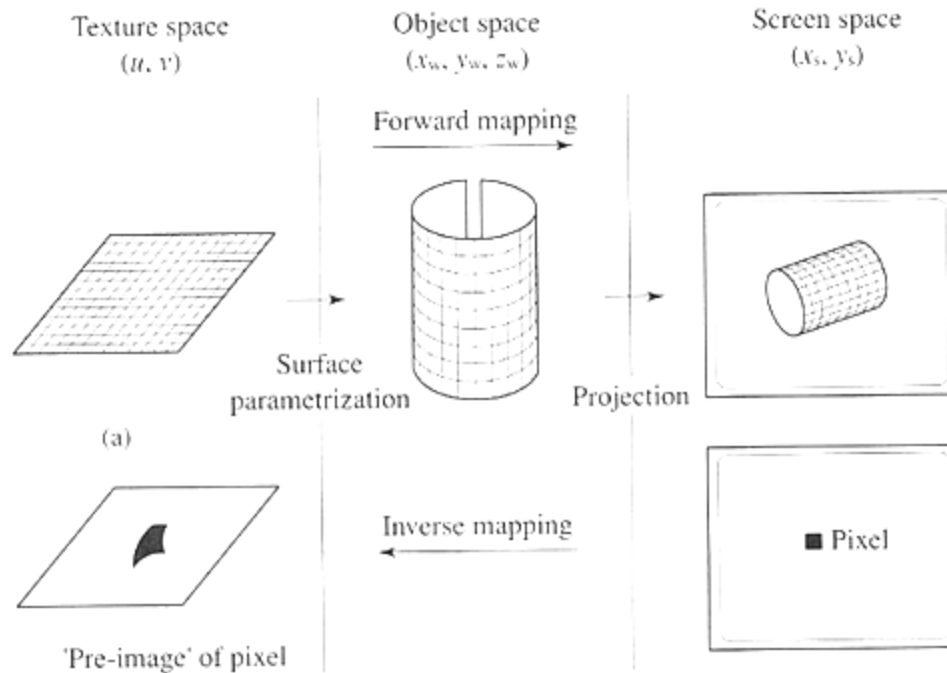 Texture space
(u, v)
Object space
(xw, yw, zw)
Screen space
(xs, ys)
Forward mapping
Surface
parametrization
Projection
(a)
Inverse mapping
Pixel
'Pre-image' of pixel